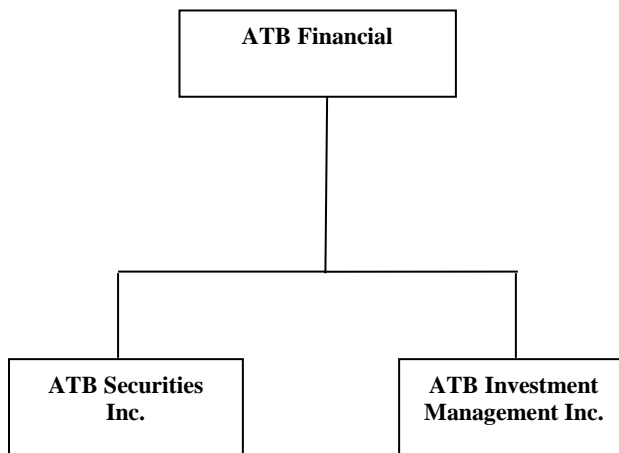 ATB Financial
ATB Securities
Inc.
ATB Investment
Management Inc.